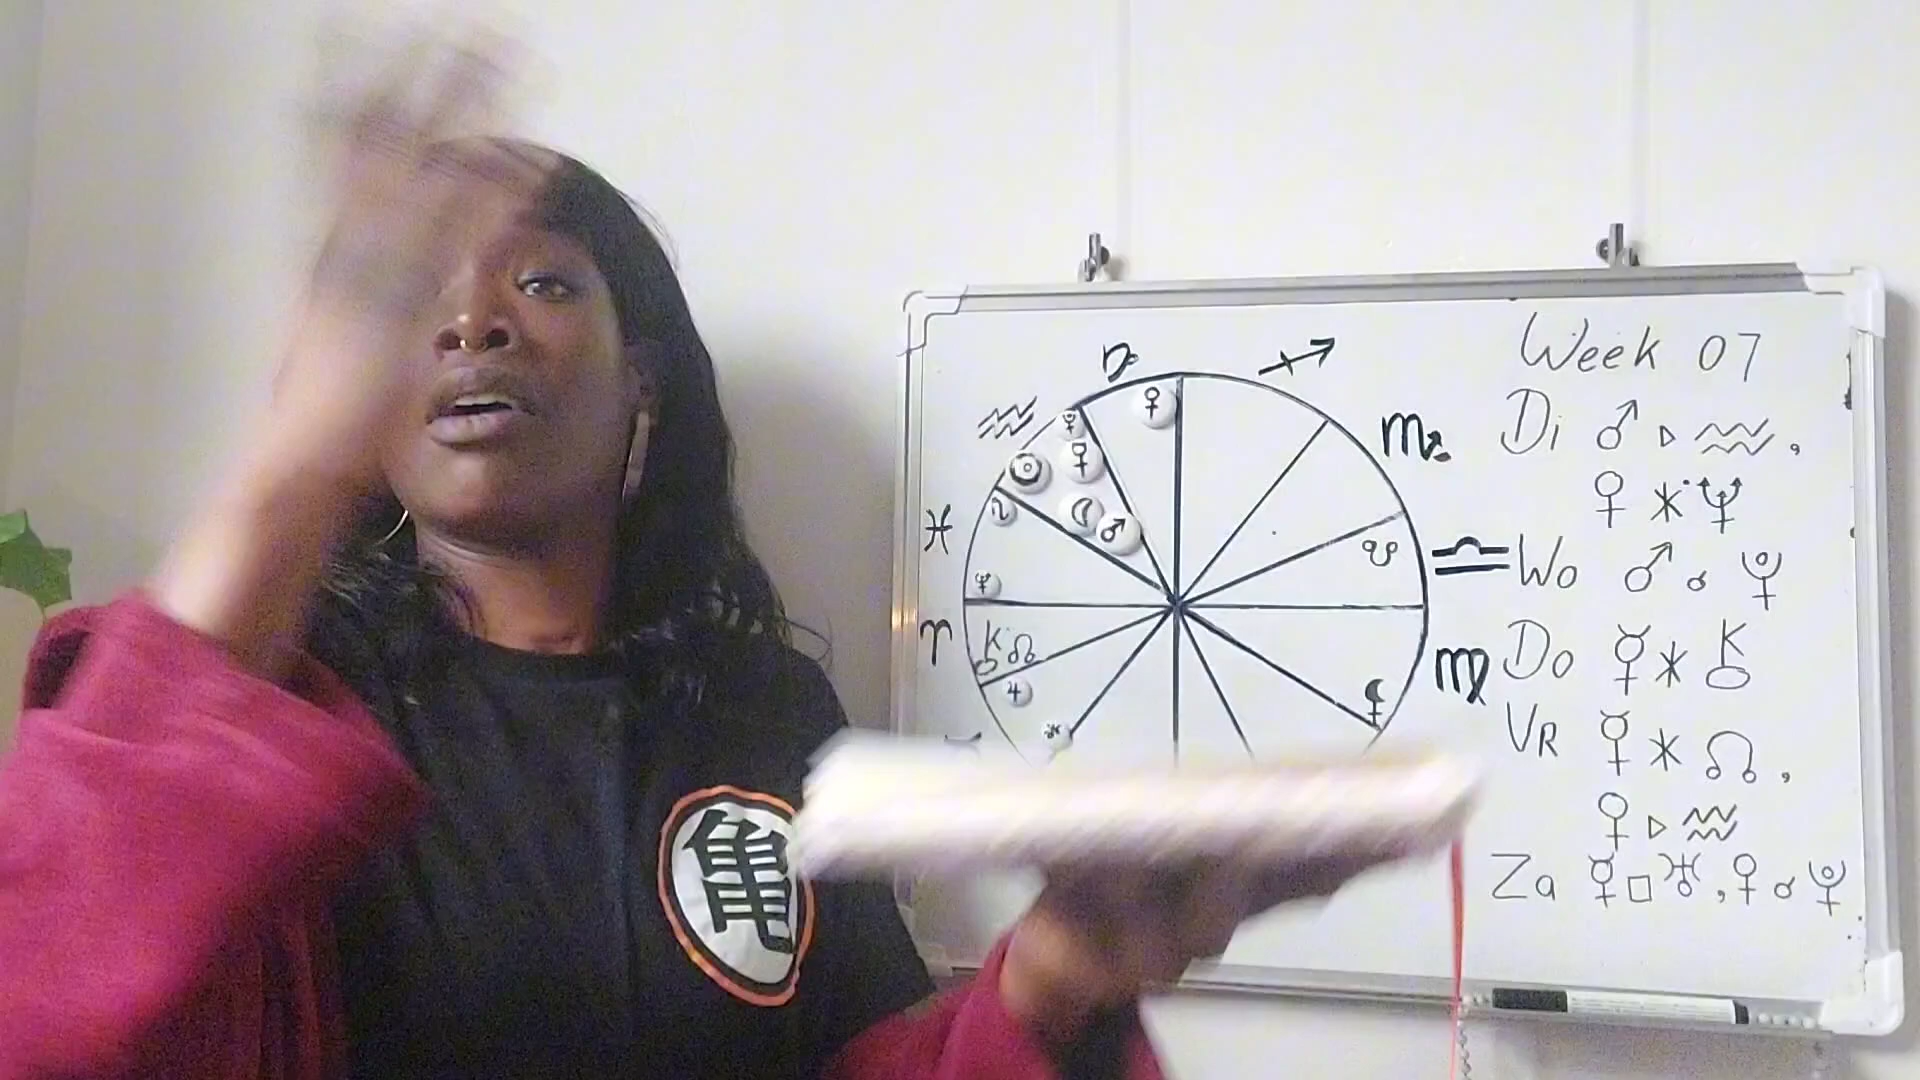 Week 07
Di ♂ ▷ ♒,
♀ ⚹ ♆
Wo ♂ ☌ ⯓
Do ☿ ⚹ ⚷
VR ☿ ⚹ ☊,
♀ ▷ ♒
Za ☿ □ ♅, ♀ ☌ ⯓
♑ ♐
♒ ♀ ♏
☉
☾ ♂
♓ ☋ ♎
♆
♈ ⚷ ☊ ♍
♃ ⚸
♅
亀